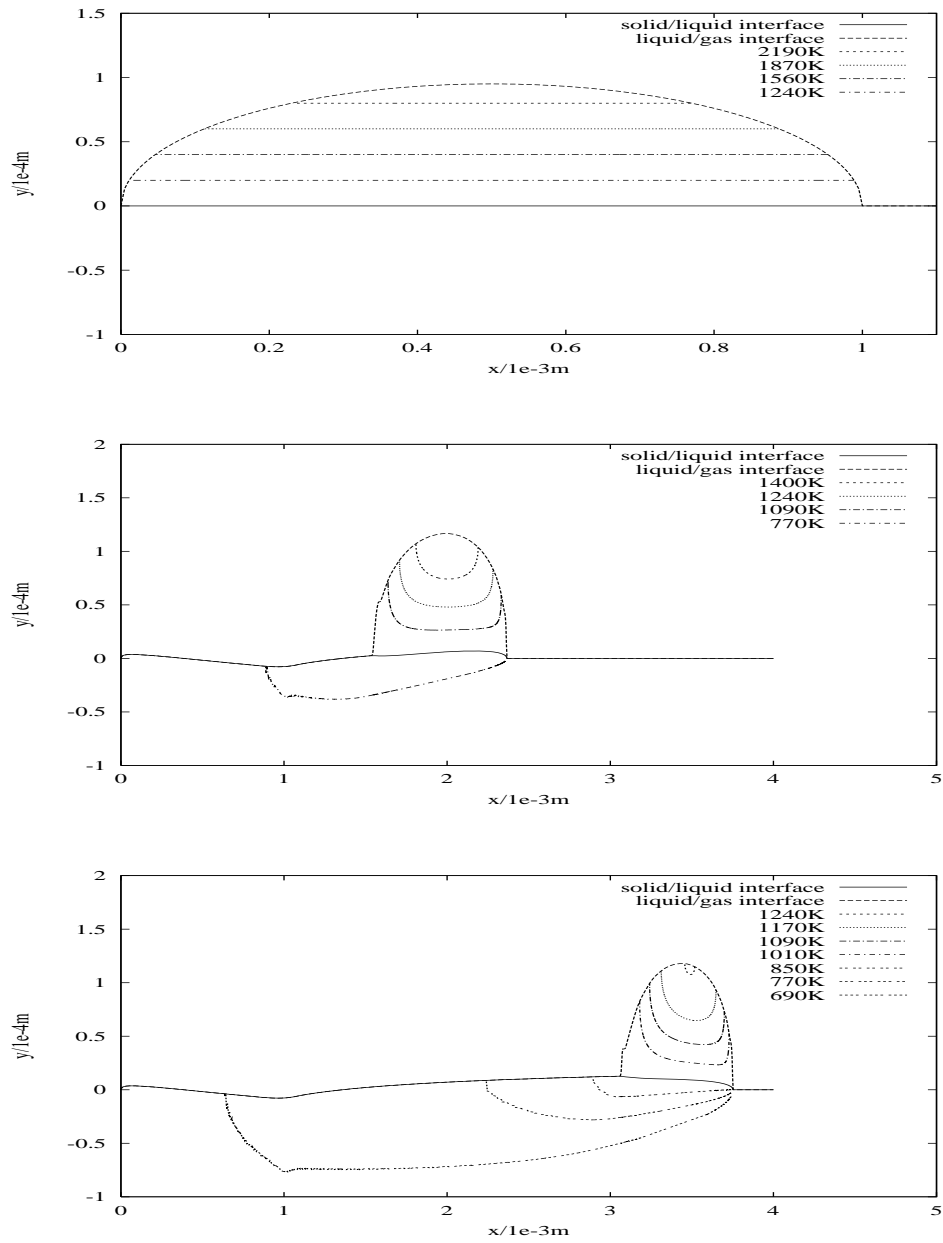 1.5
1
0.5
0
-0.5
-1
y/1e-4m
solid/liquid interface
liquid/gas interface
2190K
1870K
1560K
1240K
0 0.2 0.4 0.6 0.8 1
x/1e-3m
2
1.5
1
0.5
0
-0.5
-1
y/1e-4m
solid/liquid interface
liquid/gas interface
1400K
1240K
1090K
770K
0 1 2 3 4 5
x/1e-3m
2
1.5
1
0.5
0
-0.5
-1
y/1e-4m
solid/liquid interface
liquid/gas interface
1240K
1170K
1090K
1010K
850K
770K
690K
0 1 2 3 4 5
x/1e-3m